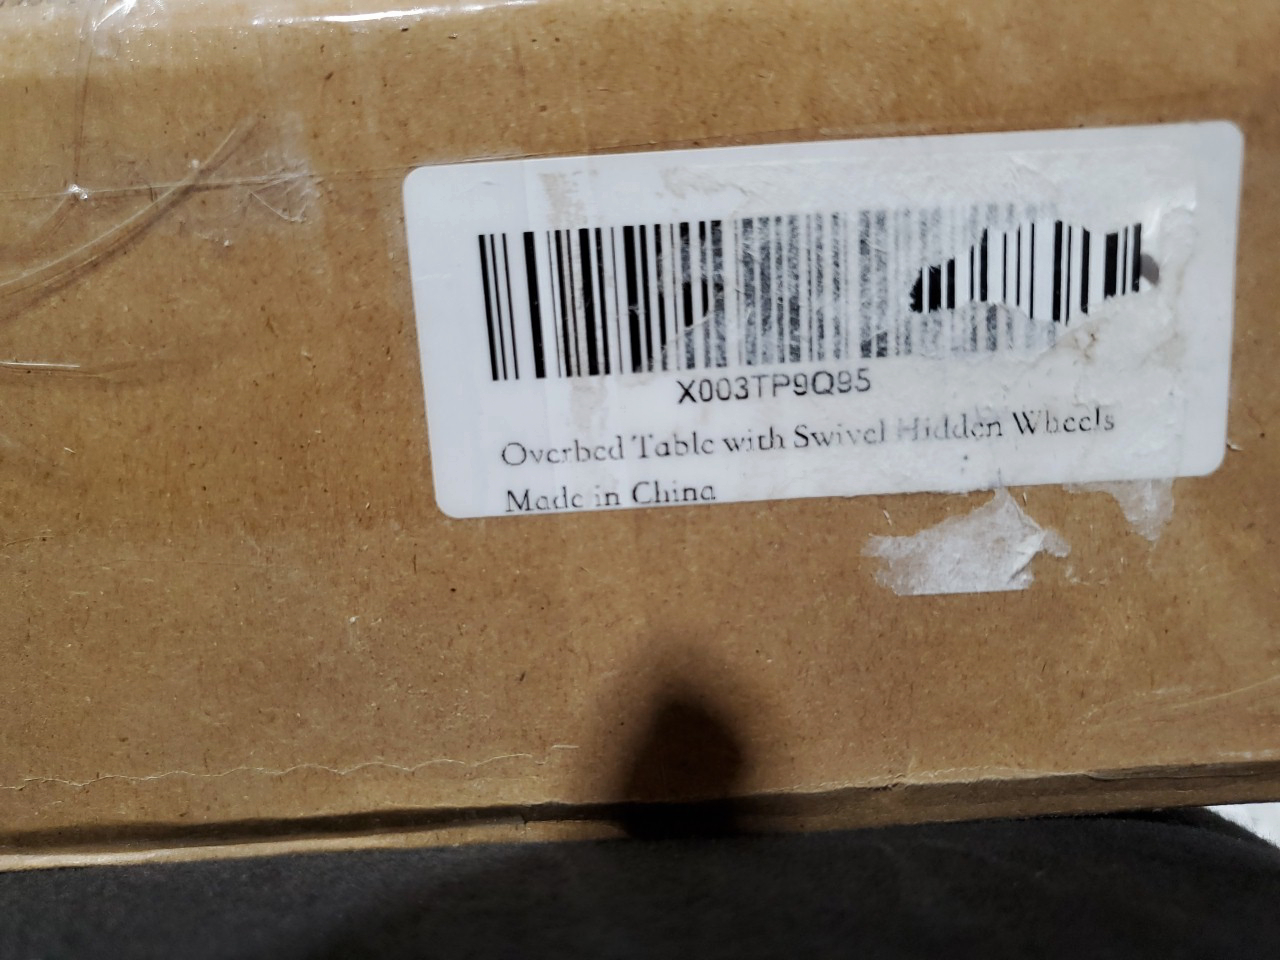 X003TP9Q95
Overbed Table with Swivel Hidden Wheels
Made in China